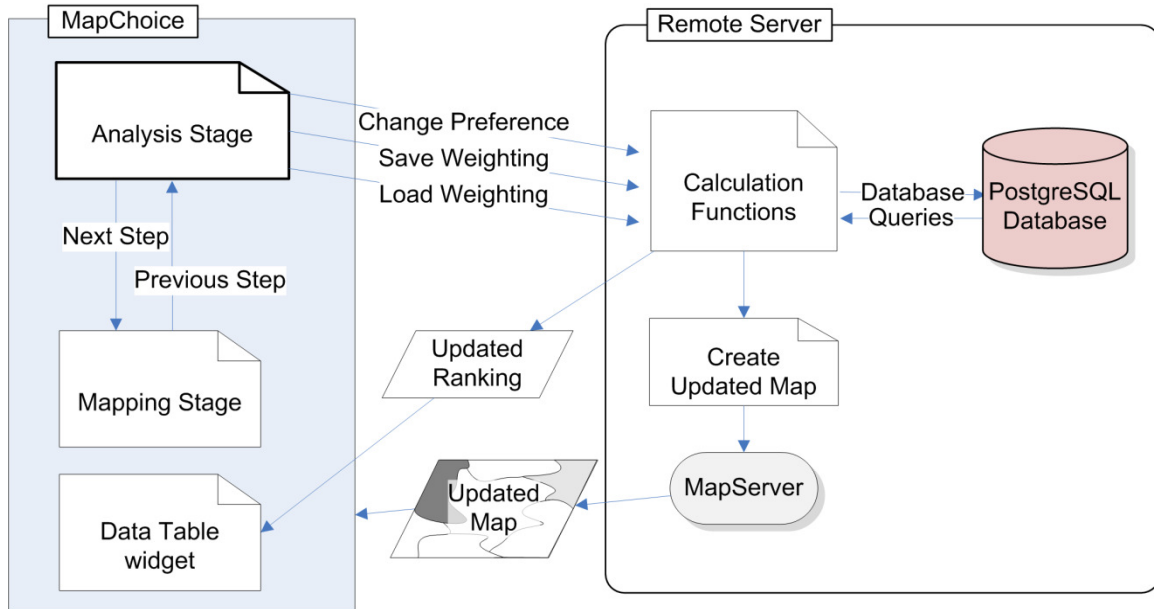 MapChoice
Remote Server
Analysis Stage
Change Preference
Save Weighting
Load Weighting
Calculation
Functions
Database
Queries
PostgreSQL
Database
Next Step
Previous Step
Mapping Stage
Updated
Ranking
Create
Updated Map
Data Table
widget
Updated
Map
MapServer